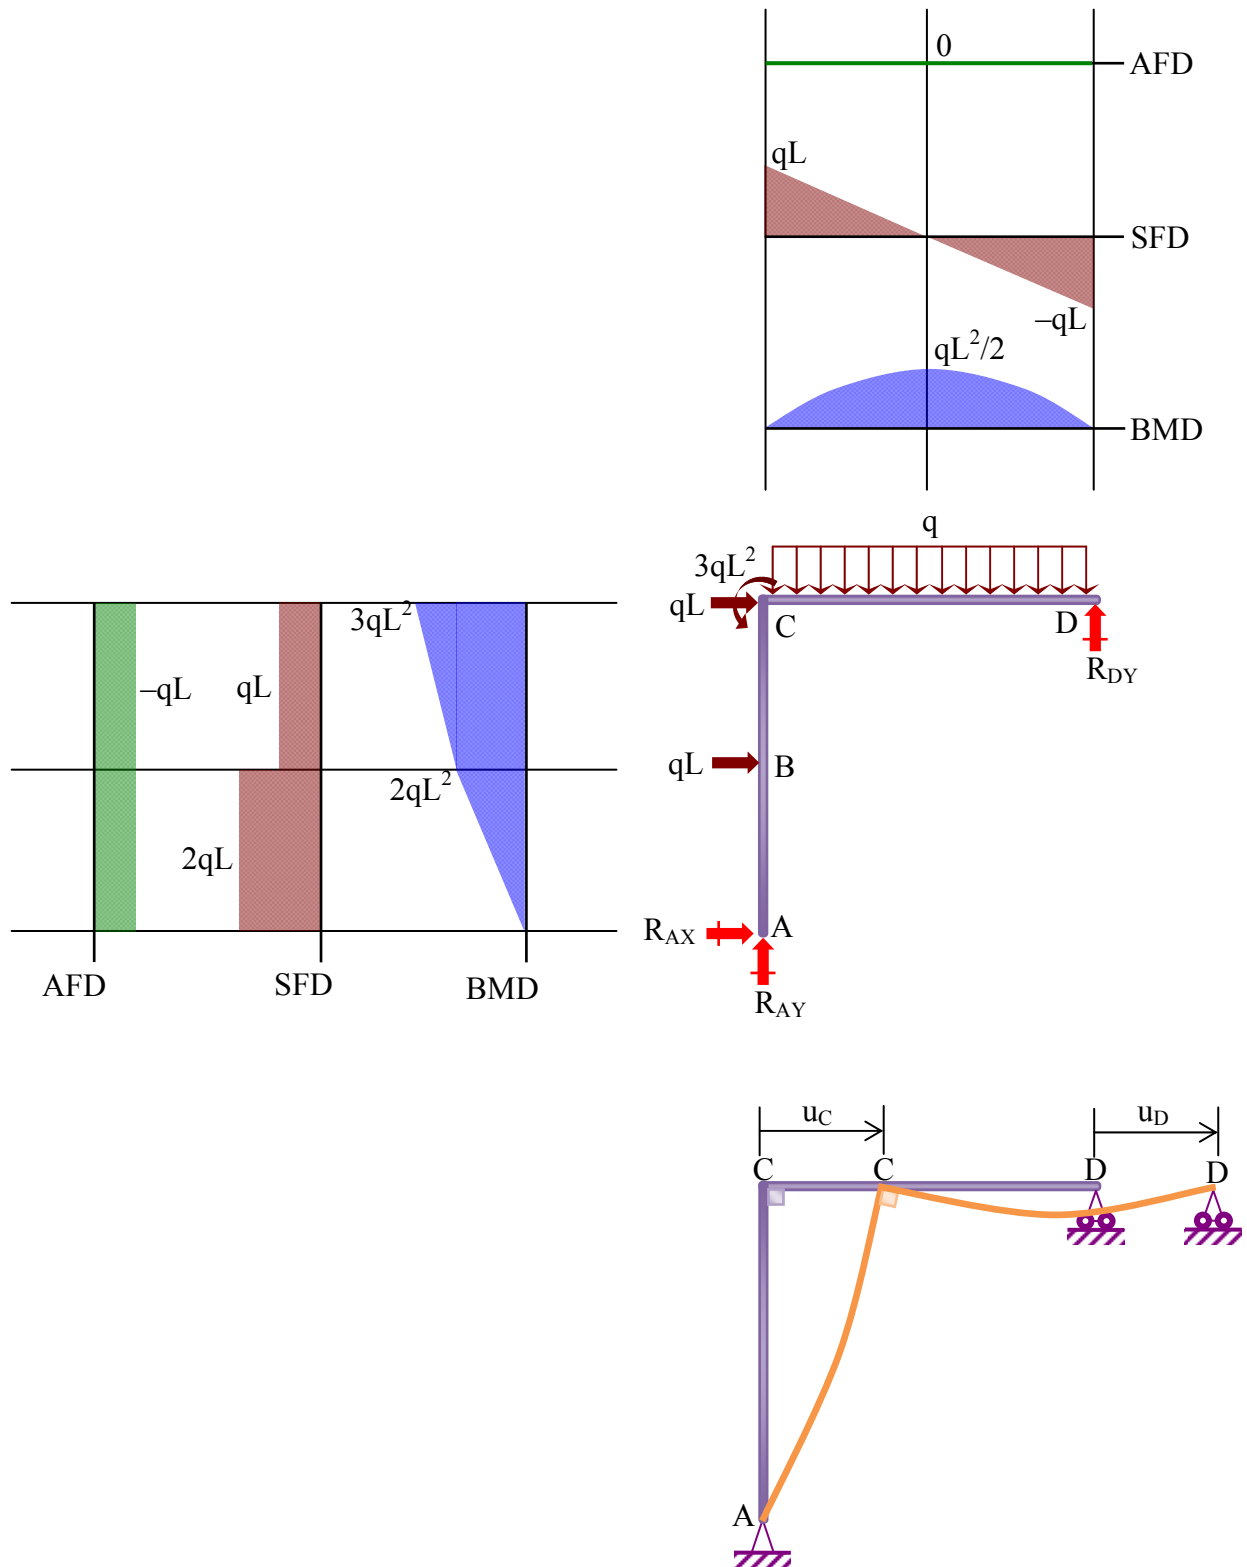 0
AFD
qL
SFD
–qL
qL²/2
BMD
q
3qL²
qL
C
D
R_DY
3qL²
–qL
qL
qL
B
2qL²
2qL
R_AX
A
AFD
SFD
BMD
R_AY
u_C
u_D
C
C
D
D
A